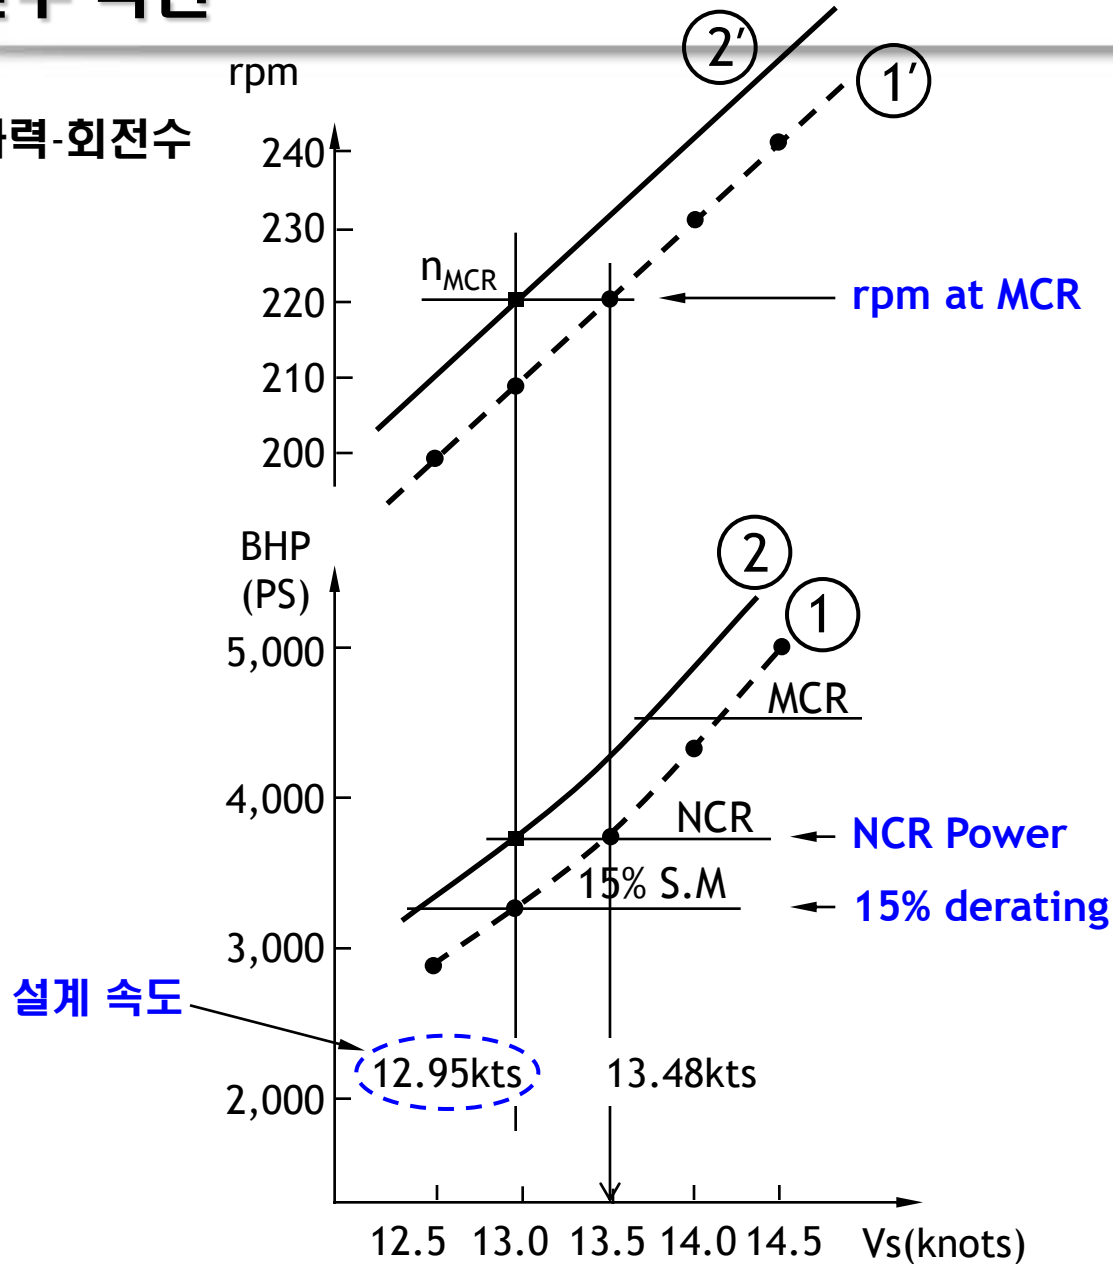 rpm
력-회전수
2′
1′
240
230
220
210
200
nMCR
rpm at MCR
BHP
(PS)
2
1
5,000
4,000
3,000
2,000
MCR
NCR
NCR Power
15% S.M
15% derating
설계 속도
12.95kts
13.48kts
12.5 13.0 13.5 14.0 14.5 Vs(knots)